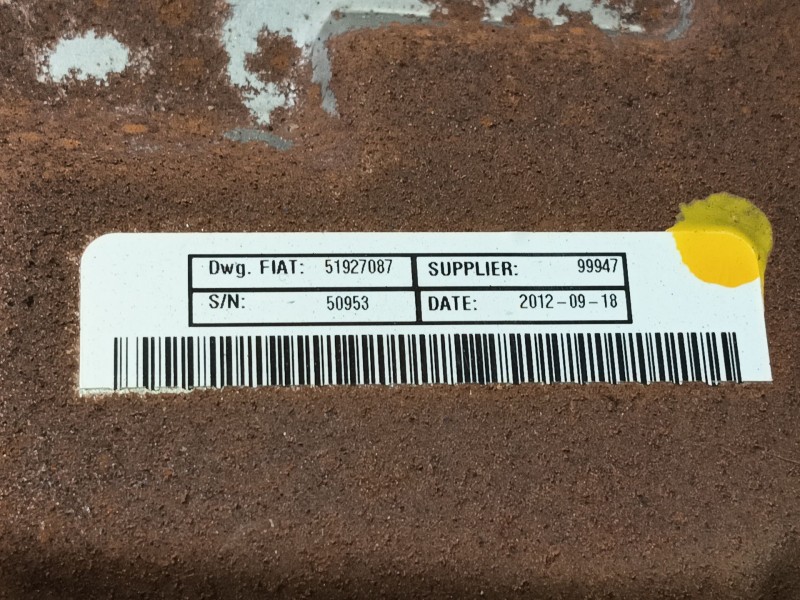 Dwg. FIAT: 51927087 SUPPLIER: 99947
S/N: 50953 DATE: 2012-09-18